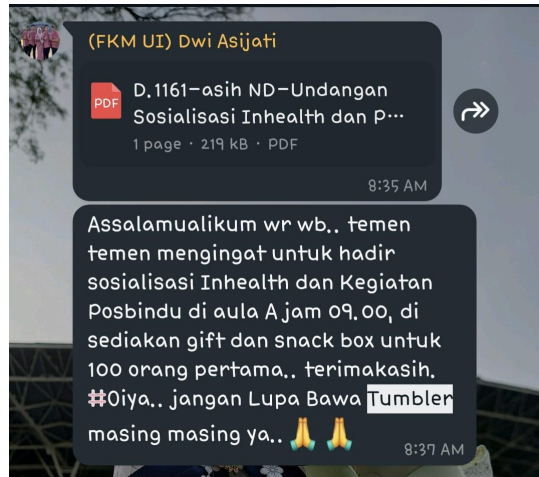 (FKM UI) Dwi Asijati
PDF
D.1161-asih ND-Undangan
Sosialisasi Inhealth dan P...
1 page · 219 kB · PDF
8:35 AM
Assalamualikum wr wb.. temen
temen mengingat untuk hadir
sosialisasi Inhealth dan Kegiatan
Posbindu di aula A jam 09.00, di
sediakan gift dan snack box untuk
100 orang pertama.. terimakasih.
#Oiya.. jangan Lupa Bawa Tumbler
masing masing ya.. 🙏 🙏
8:37 AM